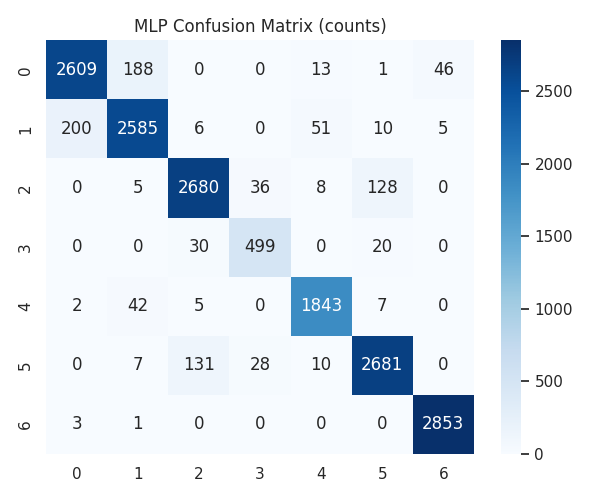 MLP Confusion Matrix (counts)
0 2609 188 0 0 13 1 46
1 200 2585 6 0 51 10 5
2 0 5 2680 36 8 128 0
3 0 0 30 499 0 20 0
4 2 42 5 0 1843 7 0
5 0 7 131 28 10 2681 0
6 3 1 0 0 0 0 2853
0 1 2 3 4 5 6
2500
2000
1500
1000
500
0